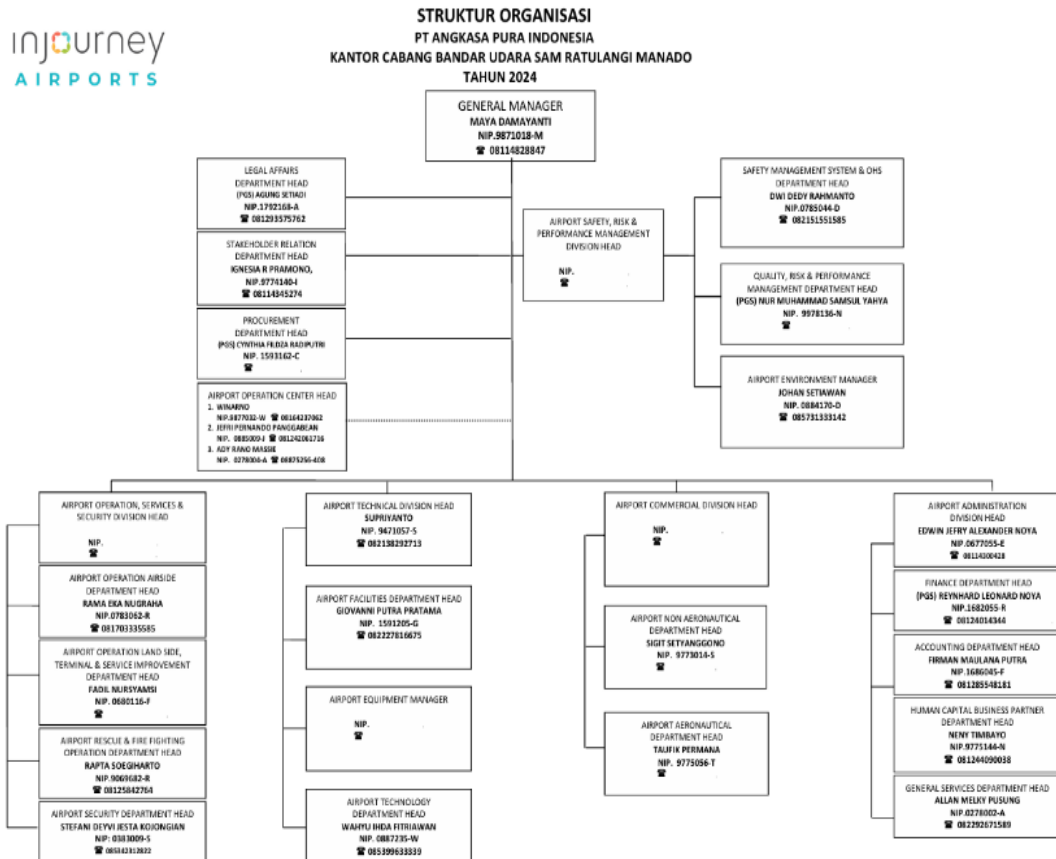 injourney
AIRPORTS
STRUKTUR ORGANISASI
PT ANGKASA PURA INDONESIA
KANTOR CABANG BANDAR UDARA SAM RATULANGI MANADO
TAHUN 2024
GENERAL MANAGER
MAYA DAMAYANTI
NIP.9871018-M
☎ 08114828847
LEGAL AFFAIRS
DEPARTMENT HEAD
(PGS) AGUNG SETIADI
NIP.1792168-A
☎ 081293575762
STAKEHOLDER RELATION
DEPARTMENT HEAD
IGNESIA R PRAMONO,
NIP.9774140-I
☎ 08114345274
PROCUREMENT
DEPARTMENT HEAD
(PGS) CYNTHIA FILDZA RADIPUTRI
NIP. 1593162-C
☎
AIRPORT OPERATION CENTER HEAD
1. WINARNO
NIP.9877032-W ☎ 08164237062
2. JEFRI PERNANDO PANGGABEAN
NIP. 0885009-J ☎ 081242061716
3. ADY RANO MASSIE
NIP. 0278004-A ☎ 08875256-408
AIRPORT SAFETY, RISK &
PERFORMANCE MANAGEMENT
DIVISION HEAD
NIP.
☎
SAFETY MANAGEMENT SYSTEM & OHS
DEPARTMENT HEAD
DWI DEDY RAHMANTO
NIP.0785044-D
☎ 082151551585
QUALITY, RISK & PERFORMANCE
MANAGEMENT DEPARTMENT HEAD
(PGS) NUR MUHAMMAD SAMSUL YAHYA
NIP. 9978136-N
☎
AIRPORT ENVIRONMENT MANAGER
JOHAN SETIAWAN
NIP. 0884170-D
☎ 085731333142
AIRPORT OPERATION, SERVICES &
SECURITY DIVISION HEAD
NIP.
☎
AIRPORT OPERATION AIRSIDE
DEPARTMENT HEAD
RAMA EKA NUGRAHA
NIP.0783062-R
☎ 081703335585
AIRPORT OPERATION LAND SIDE,
TERMINAL & SERVICE IMPROVEMENT
DEPARTMENT HEAD
FADIL NURSYAMSI
NIP. 0680116-F
☎
AIRPORT RESCUE & FIRE FIGHTING
OPERATION DEPARTMENT HEAD
RAPTA SOEGIHARTO
NIP.9069682-R
☎ 08125842764
AIRPORT SECURITY DEPARTMENT HEAD
STEFANI DEYVI JESTA KOJONGIAN
NIP: 0383009-S
☎ 085342312822
AIRPORT TECHNICAL DIVISION HEAD
SUPRIYANTO
NIP. 9471057-S
☎ 082138292713
AIRPORT FACILITIES DEPARTMENT HEAD
GIOVANNI PUTRA PRATAMA
NIP. 1591205-G
☎ 082227816675
AIRPORT EQUIPMENT MANAGER
NIP.
☎
AIRPORT TECHNOLOGY
DEPARTMENT HEAD
WAHYU IHDA FITRIAWAN
NIP. 0887235-W
☎ 085399633339
AIRPORT COMMERCIAL DIVISION HEAD
NIP.
☎
AIRPORT NON AERONAUTICAL
DEPARTMENT HEAD
SIGIT SETYANGGONO
NIP. 9773014-S
☎
AIRPORT AERONAUTICAL
DEPARTMENT HEAD
TAUFIK PERMANA
NIP. 9775056-T
☎
AIRPORT ADMINISTRATION
DIVISION HEAD
EDWIN JEFRY ALEXANDER NOYA
NIP.0677055-E
☎ 08114300428
FINANCE DEPARTMENT HEAD
(PGS) REYNHARD LEONARD NOYA
NIP.1682055-R
☎ 08124014344
ACCOUNTING DEPARTMENT HEAD
FIRMAN MAULANA PUTRA
NIP.1686045-F
☎ 081285548181
HUMAN CAPITAL BUSINESS PARTNER
DEPARTMENT HEAD
NENY TIMBAYO
NIP.9775144-N
☎ 081244090038
GENERAL SERVICES DEPARTMENT HEAD
ALLAN MELKY PUSUNG
NIP.0278002-A
☎ 082292671589